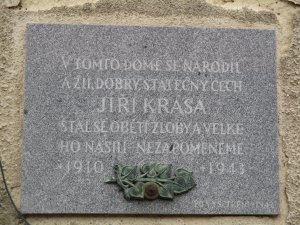 V TOMTO DOMĚ SE NARODIL
A ŽIL DOBRÝ STATEČNÝ ČECH
JIŘÍ KRÁSA
STAL SE OBĚTÍ ZLOBY A VELKÉ-
HO NÁSILÍ NEZAPOMENEME
*1910
1943